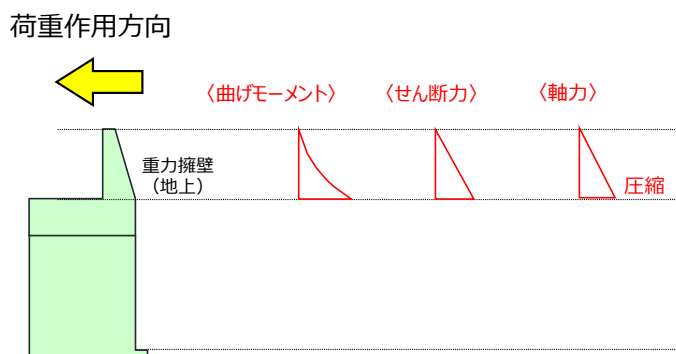 荷重作用方向
〈曲げモーメント〉
〈せん断力〉
〈軸力〉
重力擁壁
（地上）
圧縮